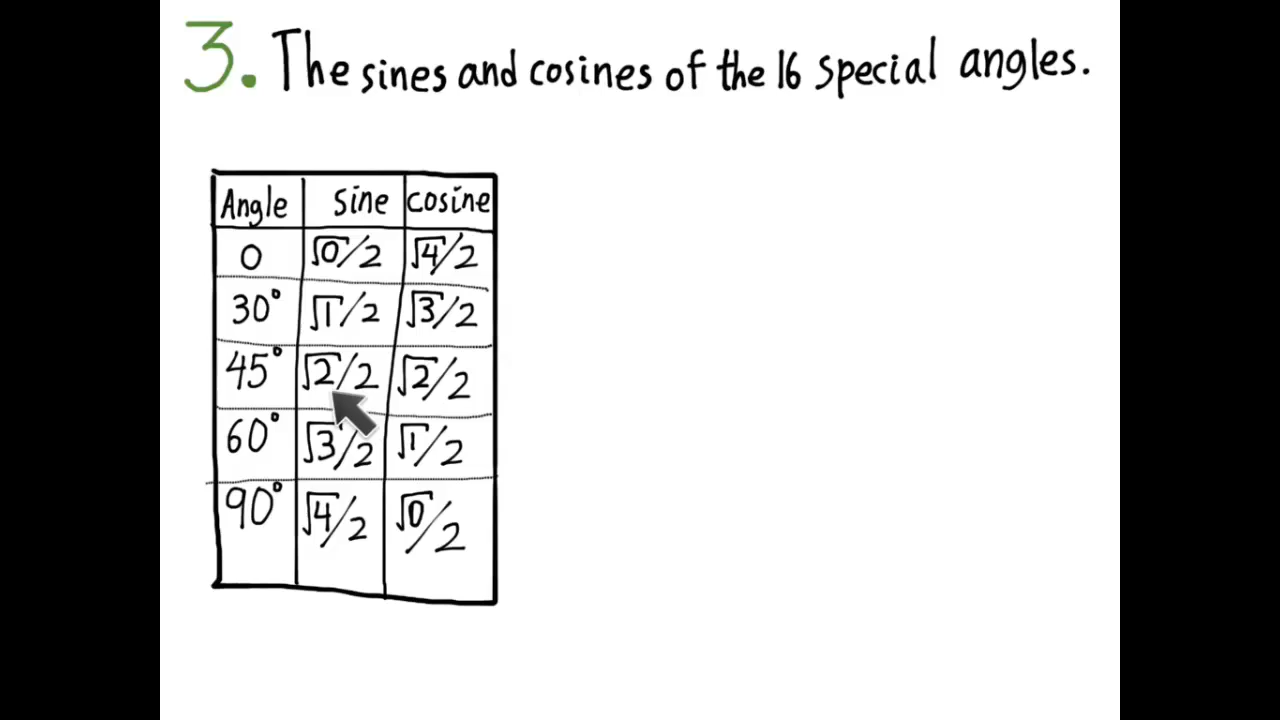 3. The sines and cosines of the 16 special angles.
Angle sine cosine
0 √0/2 √4/2
30° √1/2 √3/2
45° √2/2 √2/2
60° √3/2 √1/2
90° √4/2 √0/2